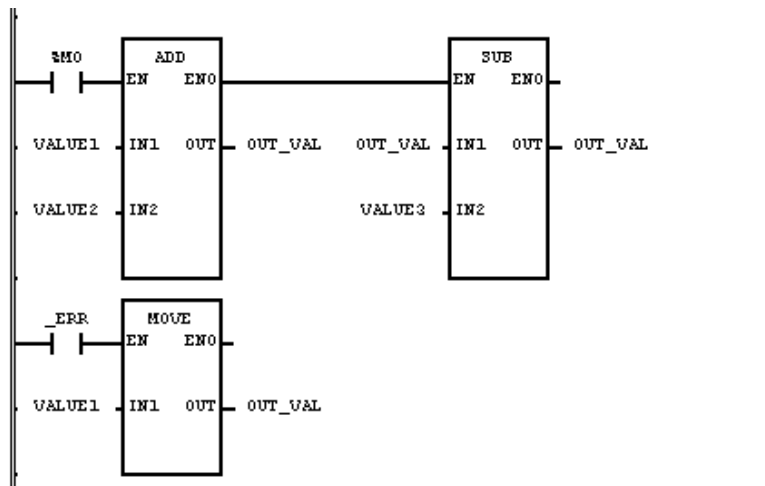 %M0 ADD SUB
EN ENO EN ENO
VALUE1 IN1 OUT OUT_VAL OUT_VAL IN1 OUT OUT_VAL
VALUE2 IN2 VALUE3 IN2
_ERR MOVE
EN ENO
VALUE1 IN1 OUT OUT_VAL